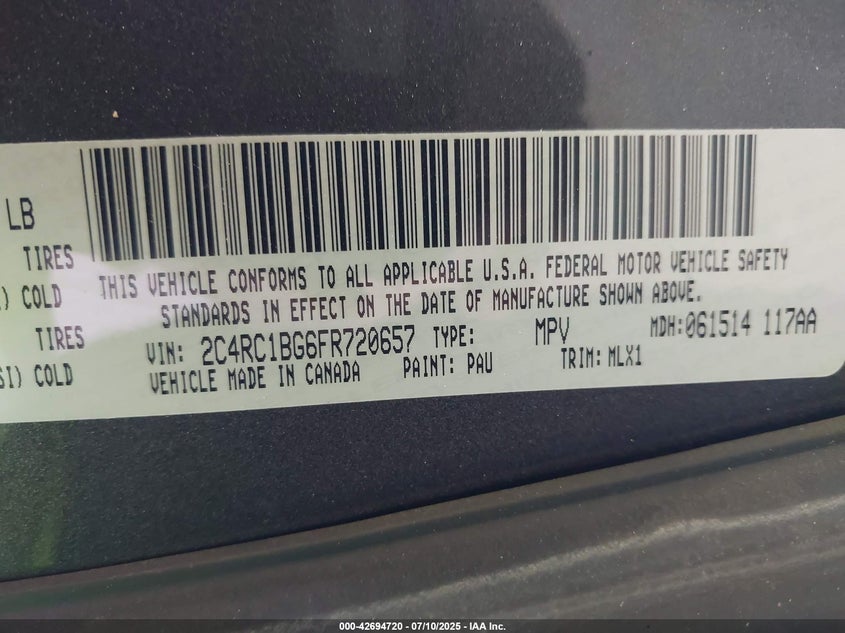 LB
TIRES
) COLD
TIRES
SI) COLD
THIS VEHICLE CONFORMS TO ALL APPLICABLE U.S.A. FEDERAL MOTOR VEHICLE SAFETY
STANDARDS IN EFFECT ON THE DATE OF MANUFACTURE SHOWN ABOVE.
VIN: 2C4RC1BG6FR720657 TYPE: MPV MDH:061514 117AA
VEHICLE MADE IN CANADA PAINT: PAU TRIM: MLX1
000-42694720 - 07/10/2025 - IAA Inc.